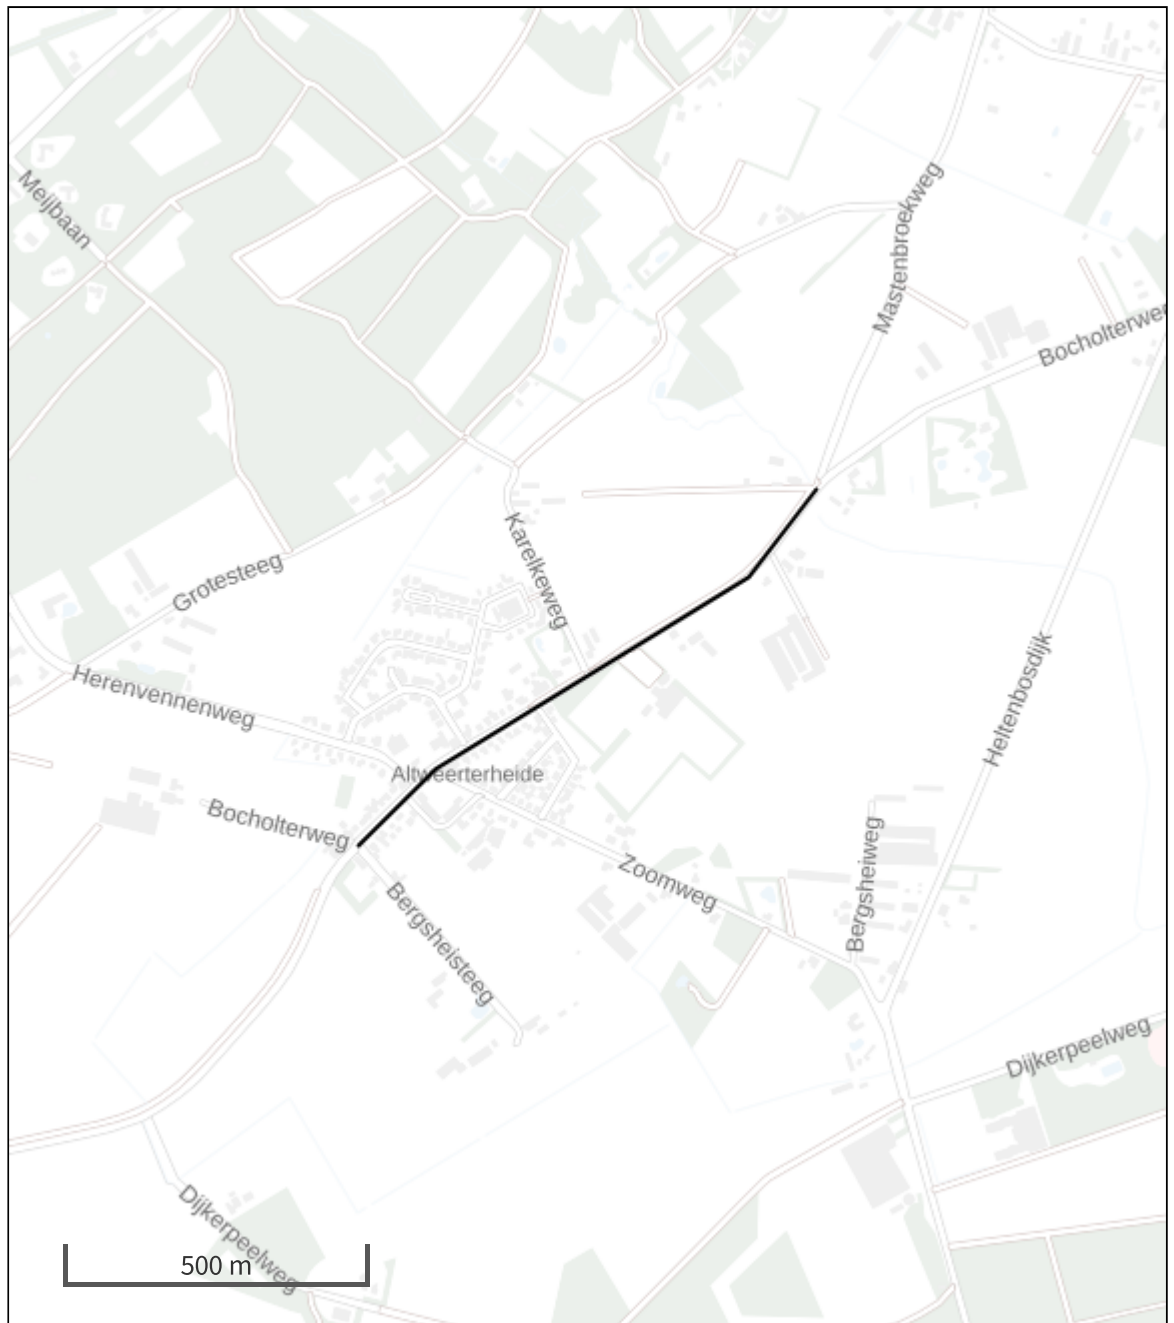 Meijbaan
Mastenbroekweg
Bocholterweg
Karelkeweg
Grotesteeg
Herenvennenweg
Heltenbosdijk
Altweerterheide
Bocholterweg
Zoomweg
Bergsheiweg
Bergsheisteeg
Dijkerpeelweg
Dijkerpeelweg
500 m